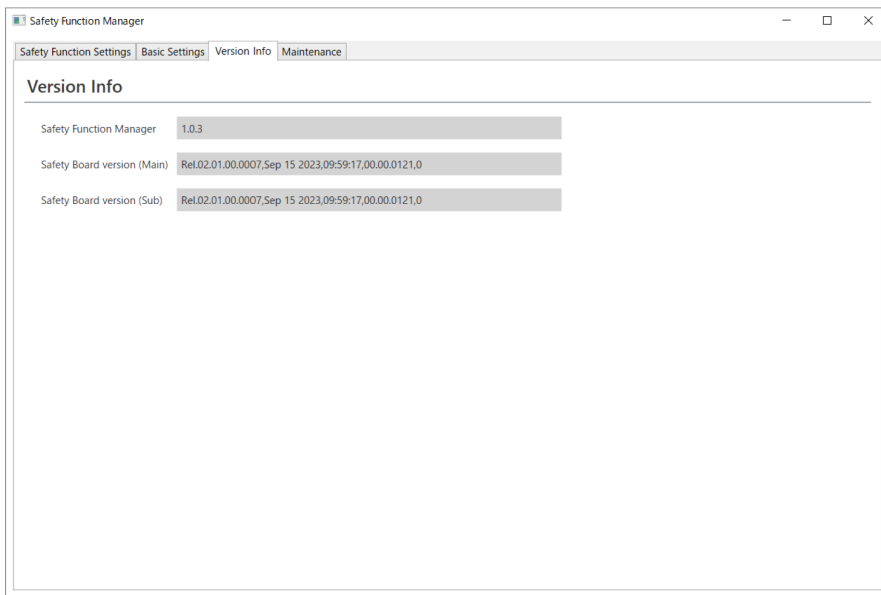 Safety Function Manager
Safety Function Settings Basic Settings Version Info Maintenance
Version Info
Safety Function Manager 1.0.3
Safety Board version (Main) Rel.02.01.00.0007,Sep 15 2023,09:59:17,00.00.0121,0
Safety Board version (Sub) Rel.02.01.00.0007,Sep 15 2023,09:59:17,00.00.0121,0